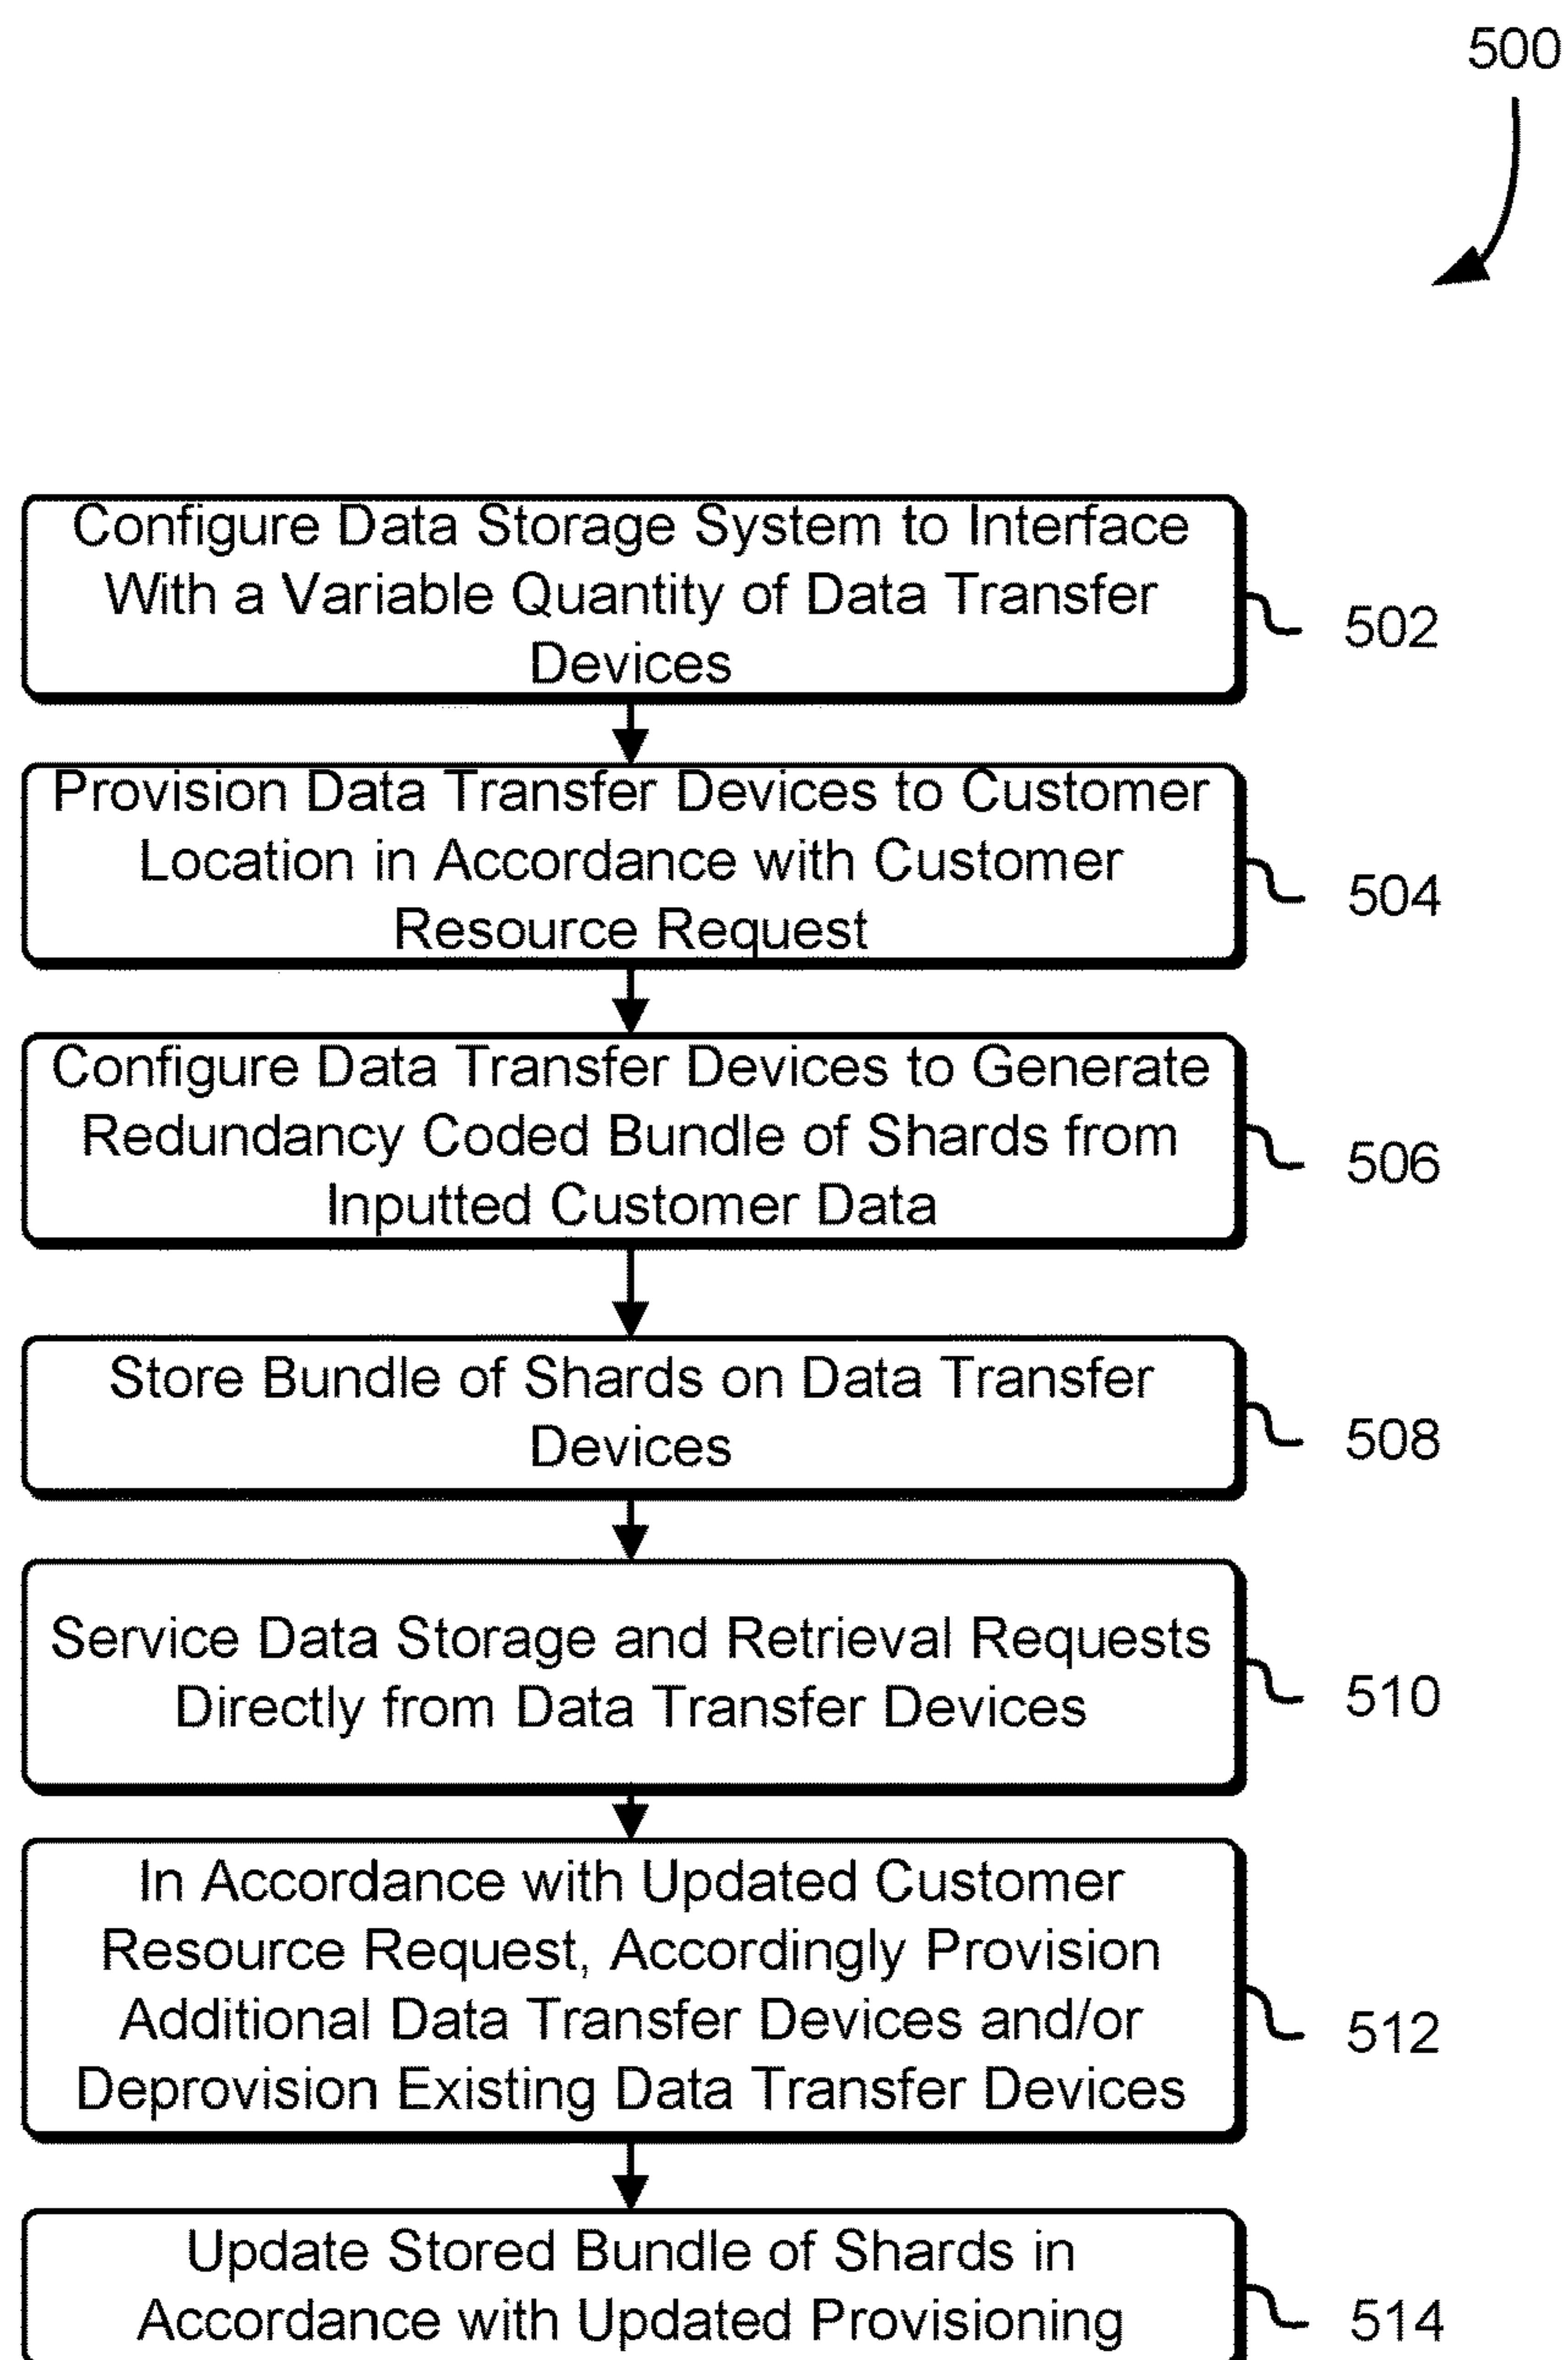 500
Configure Data Storage System to Interface
With a Variable Quantity of Data Transfer
Devices
502
Provision Data Transfer Devices to Customer
Location in Accordance with Customer
Resource Request
504
Configure Data Transfer Devices to Generate
Redundancy Coded Bundle of Shards from
Inputted Customer Data
506
Store Bundle of Shards on Data Transfer
Devices
508
Service Data Storage and Retrieval Requests
Directly from Data Transfer Devices
510
In Accordance with Updated Customer
Resource Request, Accordingly Provision
Additional Data Transfer Devices and/or
Deprovision Existing Data Transfer Devices
512
Update Stored Bundle of Shards in
Accordance with Updated Provisioning
514